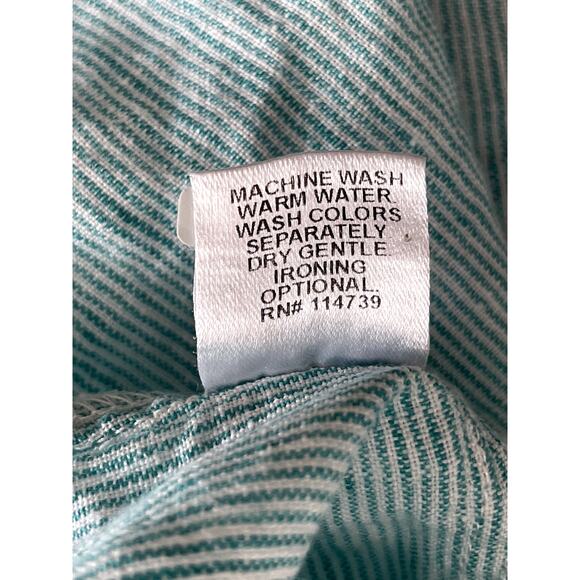 MACHINE WASH
WARM WATER
WASH COLORS
SEPARATELY
DRY GENTLE.
IRONING
OPTIONAL.
RN# 114739